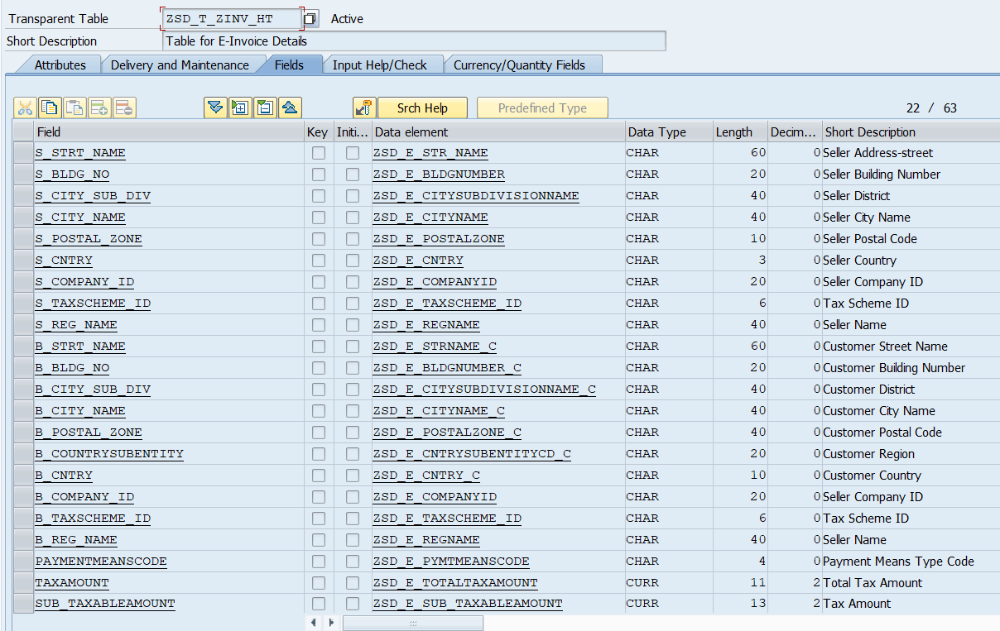 Transparent Table ZSD_T_ZINV_HT Active
Short Description Table for E-Invoice Details
Attributes Delivery and Maintenance Fields Input Help/Check Currency/Quantity Fields
Srch Help Predefined Type 22 / 63
Field Key Initi... Data element Data Type Length Decim... Short Description
S_STRT_NAME ZSD_E_STR_NAME CHAR 60 0 Seller Address-street
S_BLDG_NO ZSD_E_BLDGNUMBER CHAR 20 0 Seller Building Number
S_CITY_SUB_DIV ZSD_E_CITYSUBDIVISIONNAME CHAR 40 0 Seller District
S_CITY_NAME ZSD_E_CITYNAME CHAR 40 0 Seller City Name
S_POSTAL_ZONE ZSD_E_POSTALZONE CHAR 10 0 Seller Postal Code
S_CNTRY ZSD_E_CNTRY CHAR 3 0 Seller Country
S_COMPANY_ID ZSD_E_COMPANYID CHAR 20 0 Seller Company ID
S_TAXSCHEME_ID ZSD_E_TAXSCHEME_ID CHAR 6 0 Tax Scheme ID
S_REG_NAME ZSD_E_REGNAME CHAR 40 0 Seller Name
B_STRT_NAME ZSD_E_STRNAME_C CHAR 60 0 Customer Street Name
B_BLDG_NO ZSD_E_BLDGNUMBER_C CHAR 20 0 Customer Building Number
B_CITY_SUB_DIV ZSD_E_CITYSUBDIVISIONNAME_C CHAR 40 0 Customer District
B_CITY_NAME ZSD_E_CITYNAME_C CHAR 40 0 Customer City Name
B_POSTAL_ZONE ZSD_E_POSTALZONE_C CHAR 40 0 Customer Postal Code
B_COUNTRYSUBENTITY ZSD_E_CNTRYSUBENTITYCD_C CHAR 20 0 Customer Region
B_CNTRY ZSD_E_CNTRY_C CHAR 10 0 Customer Country
B_COMPANY_ID ZSD_E_COMPANYID CHAR 20 0 Seller Company ID
B_TAXSCHEME_ID ZSD_E_TAXSCHEME_ID CHAR 6 0 Tax Scheme ID
B_REG_NAME ZSD_E_REGNAME CHAR 40 0 Seller Name
PAYMENTMEANSCODE ZSD_E_PYMTMEANSCODE CHAR 4 0 Payment Means Type Code
TAXAMOUNT ZSD_E_TOTALTAXAMOUNT CURR 11 2 Total Tax Amount
SUB_TAXABLEAMOUNT ZSD_E_SUB_TAXABLEAMOUNT CURR 13 2 Tax Amount